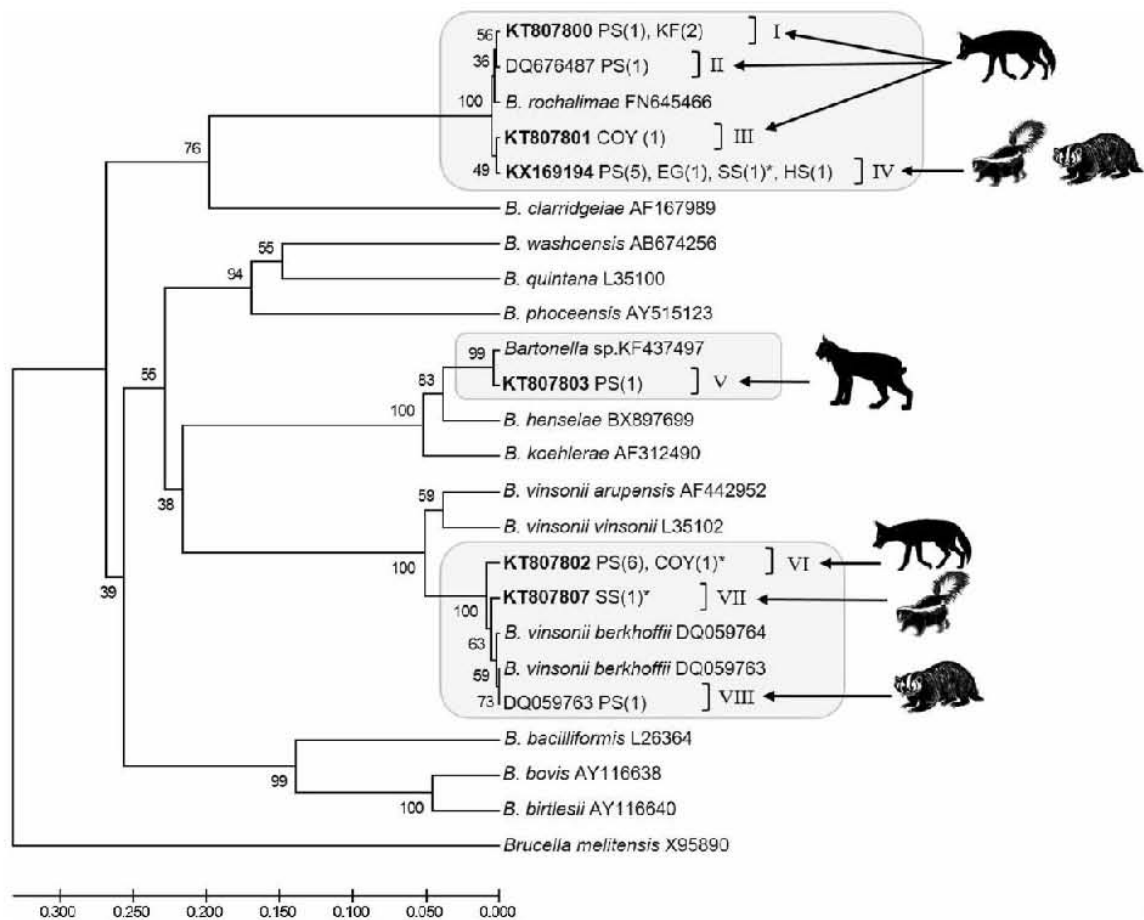 56 KT807800 PS(1), KF(2) I
36 DQ676487 PS(1) II
100 B. rochalimae FN645466
KT807801 COY (1) III
76
49 KX169194 PS(5), EG(1), SS(1)*, HS(1) IV
B. clarridgeiae AF167989
55 B. washoensis AB674256
94 B. quintana L35100
B. phoceensis AY515123
99 Bartonella sp.KF437497
55 83 KT807803 PS(1) V
100 B. henselae BX897699
B. koehlerae AF312490
38 59 B. vinsonii arupensis AF442952
B. vinsonii vinsonii L35102
100 KT807802 PS(6), COY(1)* VI
39 100 KT807807 SS(1)* VII
63 B. vinsonii berkhoffii DQ059764
59 B. vinsonii berkhoffii DQ059763
73 DQ059763 PS(1) VIII
B. bacilliformis L26364
99 B. bovis AY116638
100 B. birtlesii AY116640
Brucella melitensis X95890
0.300 0.250 0.200 0.150 0.100 0.050 0.000